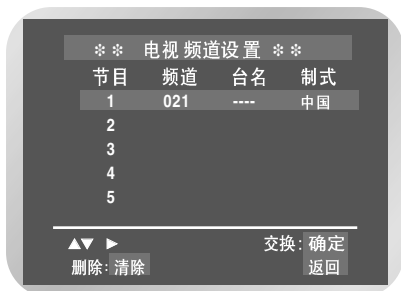 ❇❇ 电视频道设置 ❇❇
节目 频道 台名 制式
1 021 ---- 中国
2
3
4
5
▲▼ ▶ 交换: 确定
删除: 清除 返回